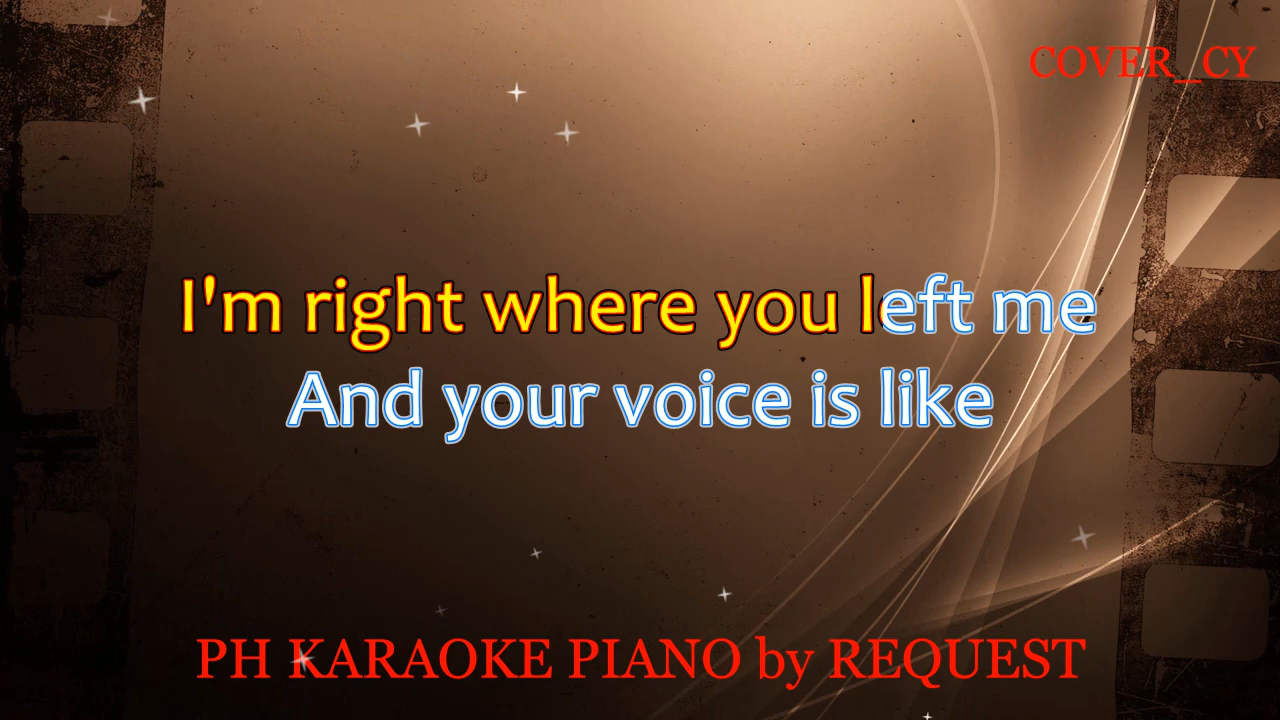 COVER_CY
I'm right where you left me
And your voice is like
PH KARAOKE PIANO by REQUEST